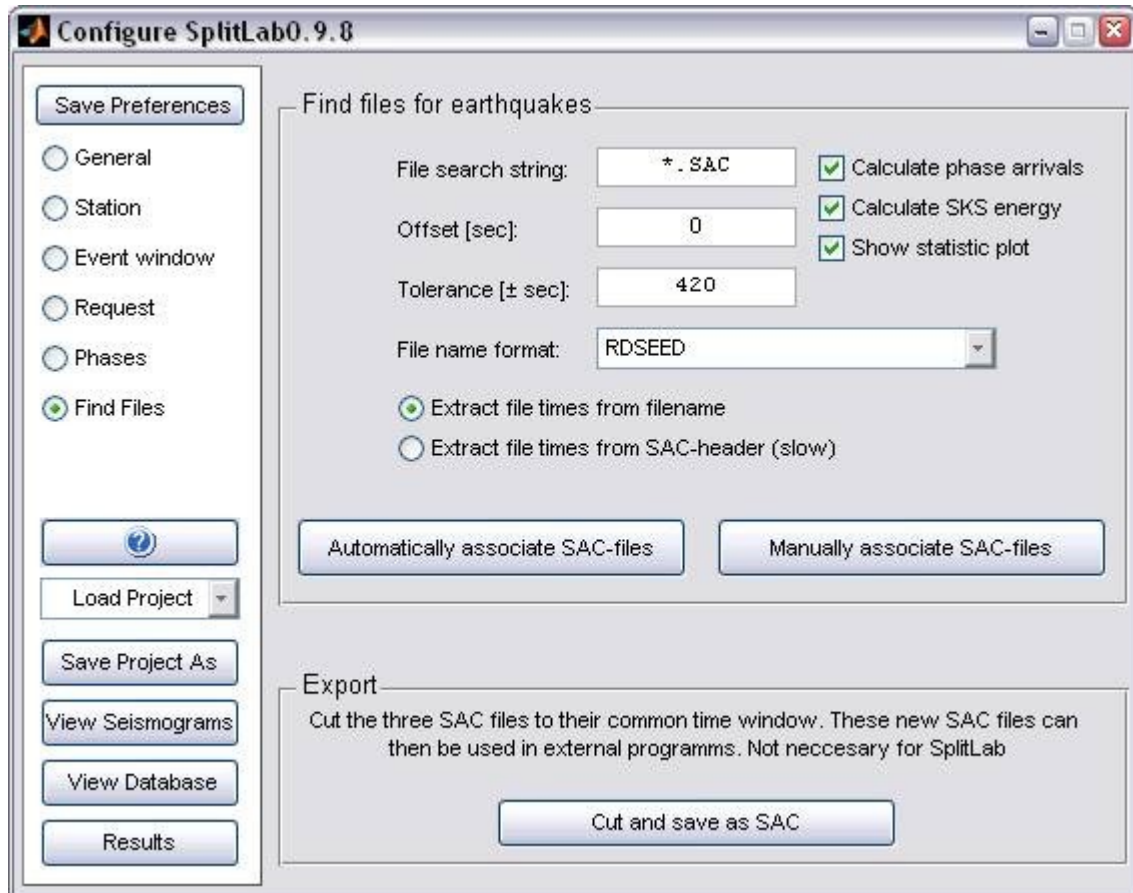 Configure SplitLab0.9.8
Save Preferences
General
Station
Event window
Request
Phases
Find Files
Load Project
Save Project As
View Seismograms
View Database
Results
Find files for earthquakes
File search string:
*.SAC
Offset [sec]:
0
Tolerance [± sec]:
420
File name format:
RDSEED
Calculate phase arrivals
Calculate SKS energy
Show statistic plot
Extract file times from filename
Extract file times from SAC-header (slow)
Automatically associate SAC-files
Manually associate SAC-files
Export
Cut the three SAC files to their common time window. These new SAC files can
then be used in external programms. Not neccesary for SplitLab
Cut and save as SAC